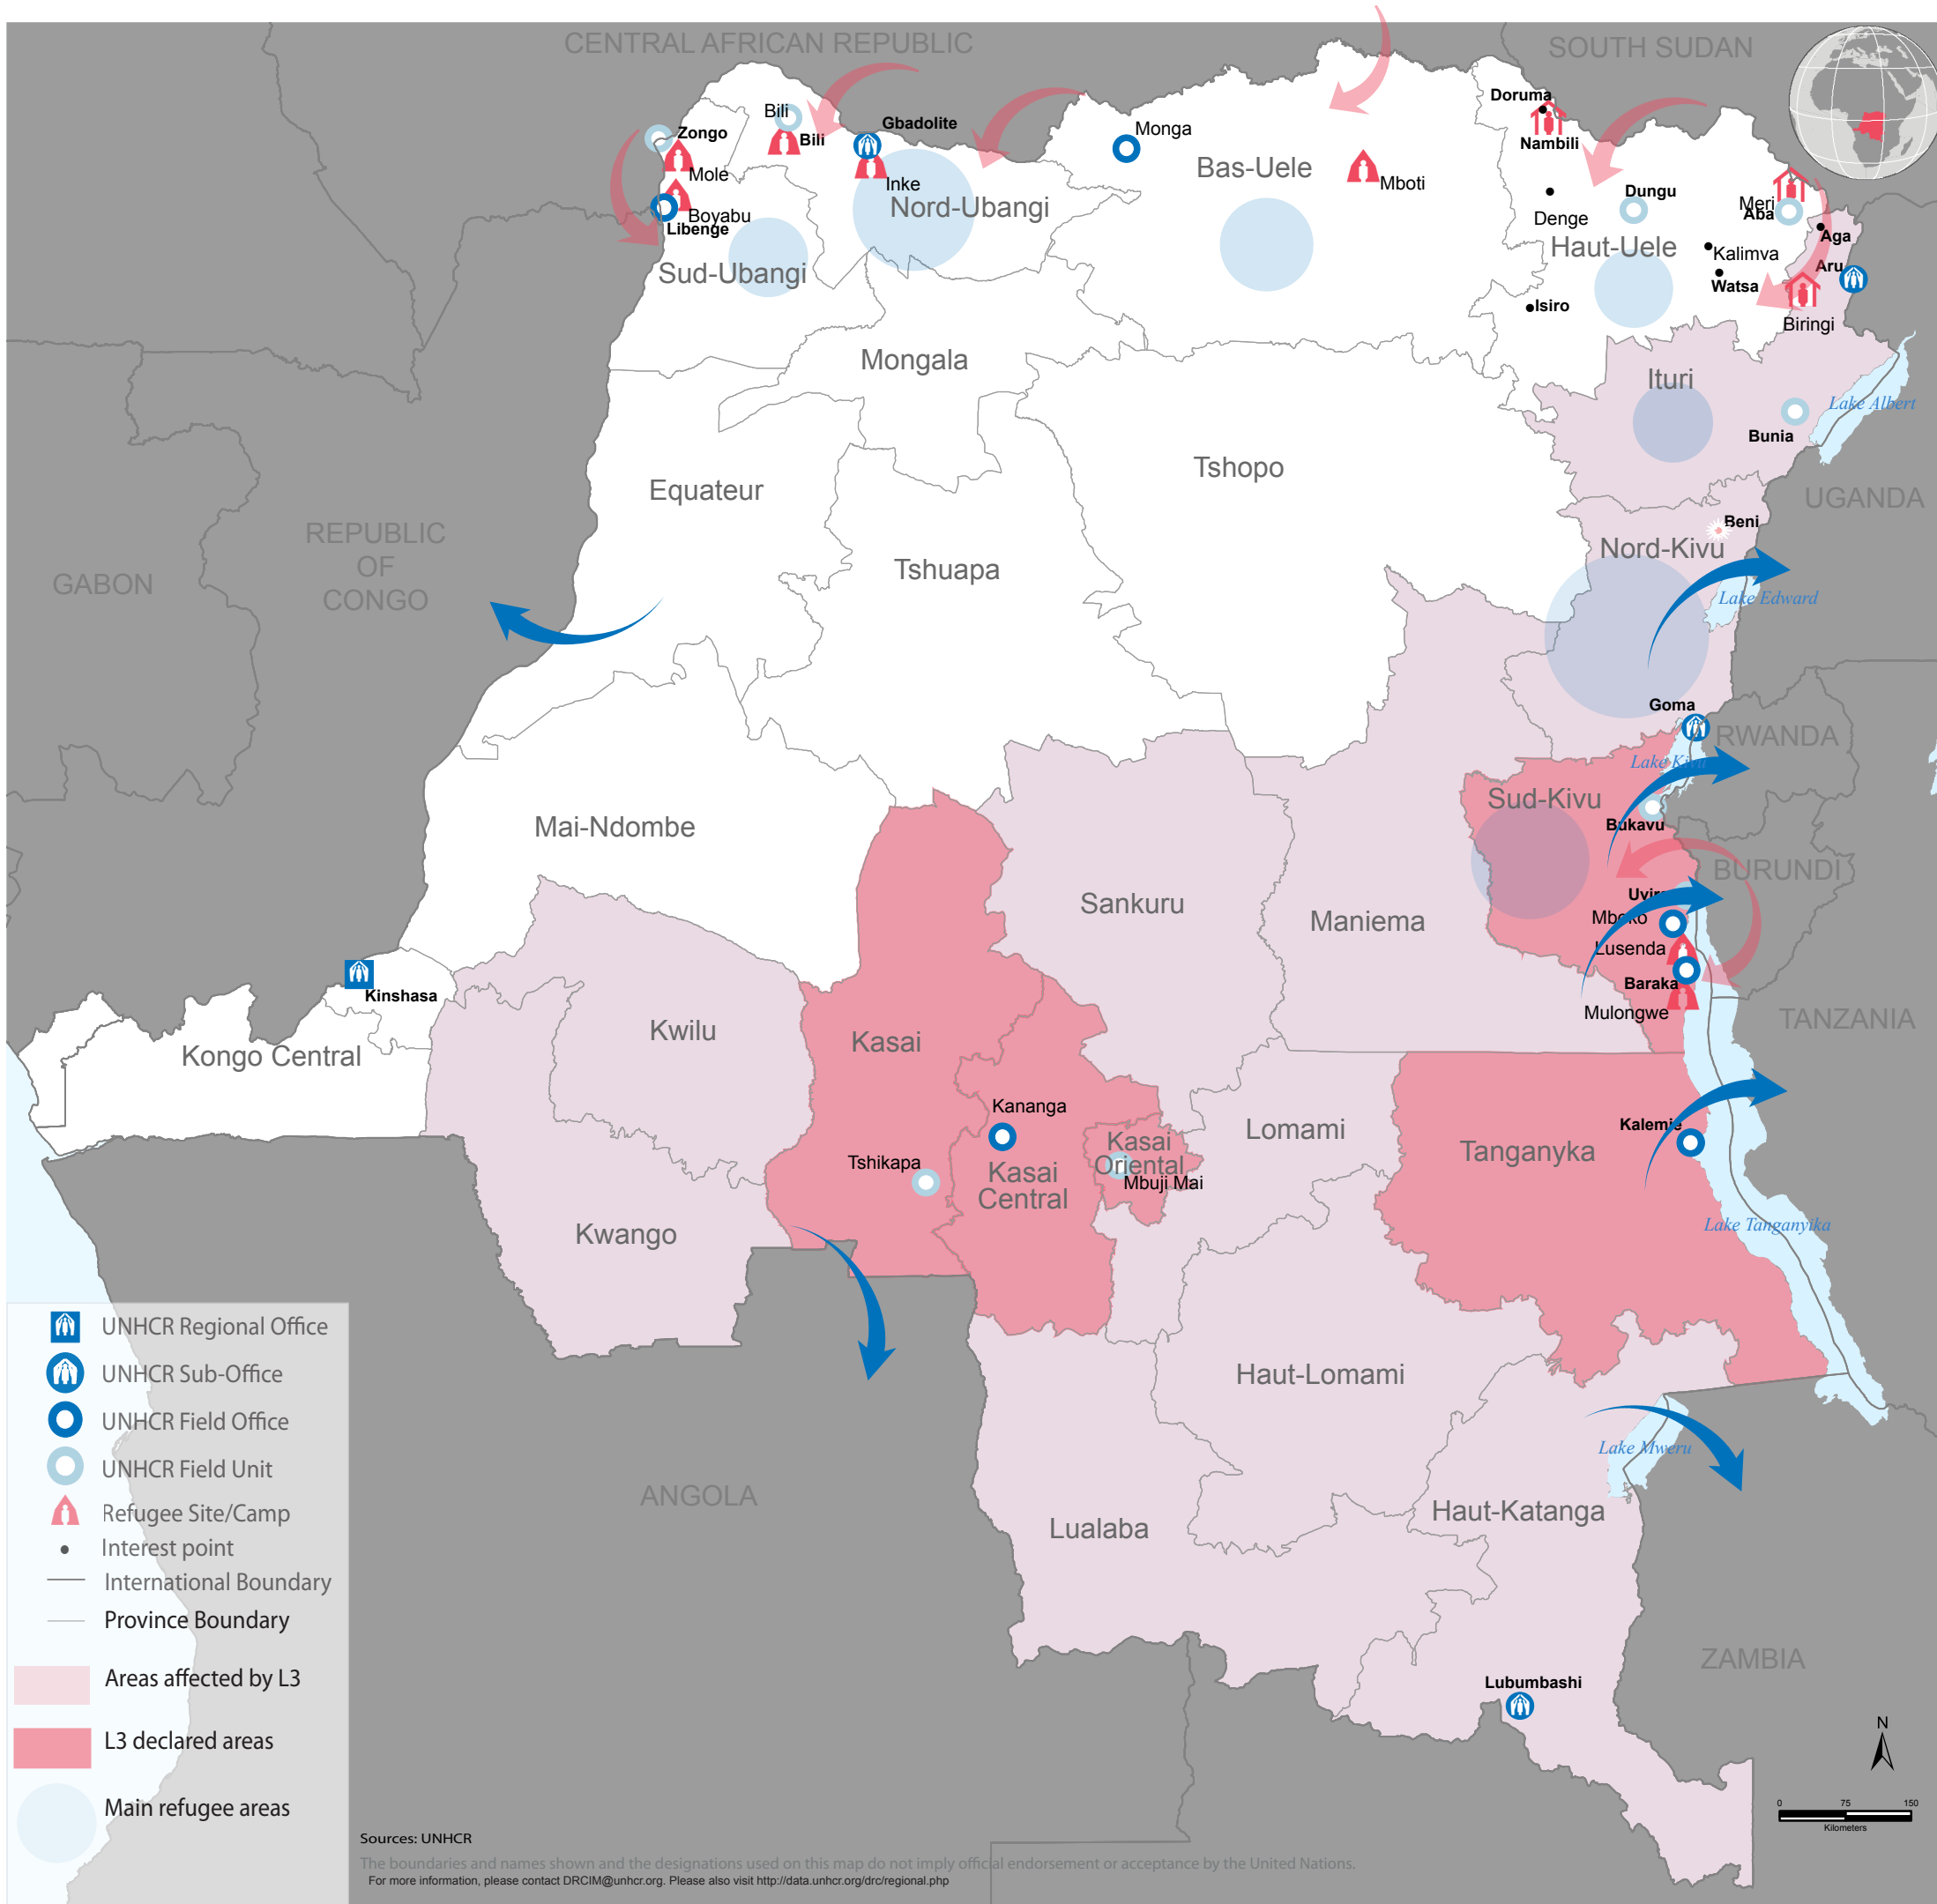 CENTRAL AFRICAN REPUBLIC
SOUTH SUDAN
Doruma
Bili
Gbadolite
Zongo
Bili
Monga
Nambili
Mole
Inke
Bas-Uele
Mboti
Dungu
Meri
Aba
Boyabu
Nord-Ubangi
Denge
Libenge
Aga
Haut-Uele
Kalimva
Sud-Ubangi
Aru
Watsa
Isiro
Biringi
Mongala
Ituri
Lake Albert
Bunia
Tshopo
Equateur
UGANDA
Beni
REPUBLIC
OF
CONGO
Nord-Kivu
GABON
Tshuapa
Lake Edward
Goma
RWANDA
Lake Kivu
Sud-Kivu
Mai-Ndombe
Bukavu
BURUNDI
Sankuru
Maniema
Mboko
Lusenda
Kinshasa
Baraka
Mulongwe
TANZANIA
Kwilu
Kasai
Kongo Central
Kananga
Lomami
Kalemie
Kasai
Oriental
Tanganyka
Tshikapa
Kasai
Central
Mbuji Mai
Kwango
Lake Tanganyika
Haut-Lomami
Lake Mweru
ANGOLA
Haut-Katanga
Lualaba
ZAMBIA
Lubumbashi
UNHCR Regional Office
UNHCR Sub-Office
UNHCR Field Office
UNHCR Field Unit
Refugee Site/Camp
Interest point
International Boundary
Province Boundary
Areas affected by L3
L3 declared areas
Main refugee areas
N
0 75 150
Kilometers
Sources: UNHCR
The boundaries and names shown and the designations used on this map do not imply official endorsement or acceptance by the United Nations.
For more information, please contact DRCIM@unhcr.org. Please also visit http://data.unhcr.org/drc/regional.php